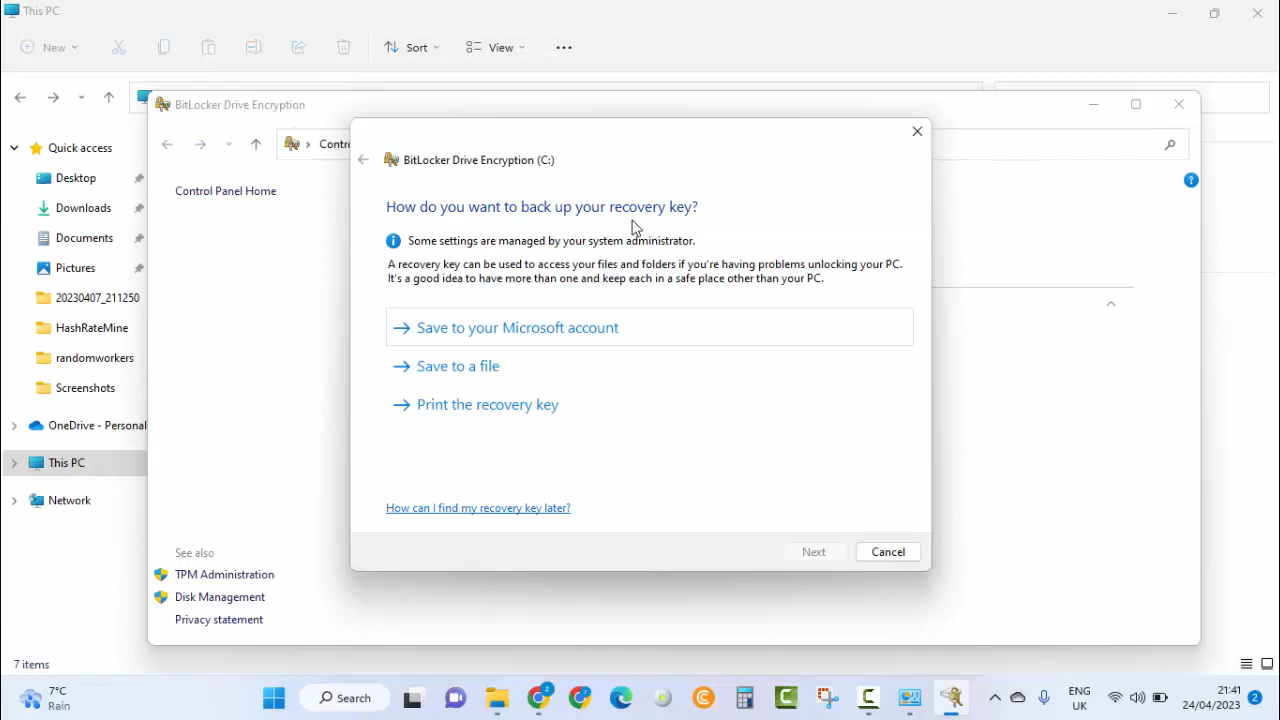 This PC
New
Sort
View
BitLocker Drive Encryption
Contro
Quick access
Desktop
Downloads
Documents
Pictures
20230407_211250
HashRateMine
randomworkers
Screenshots
OneDrive - Personal
This PC
Network
Control Panel Home
BitLocker Drive Encryption (C:)
How do you want to back up your recovery key?
Some settings are managed by your system administrator.
A recovery key can be used to access your files and folders if you're having problems unlocking your PC.
It's a good idea to have more than one and keep each in a safe place other than your PC.
Save to your Microsoft account
Save to a file
Print the recovery key
How can I find my recovery key later?
Next
Cancel
See also
TPM Administration
Disk Management
Privacy statement
7 items
7°C
Rain
Search
ENG
UK
21:41
24/04/2023
2